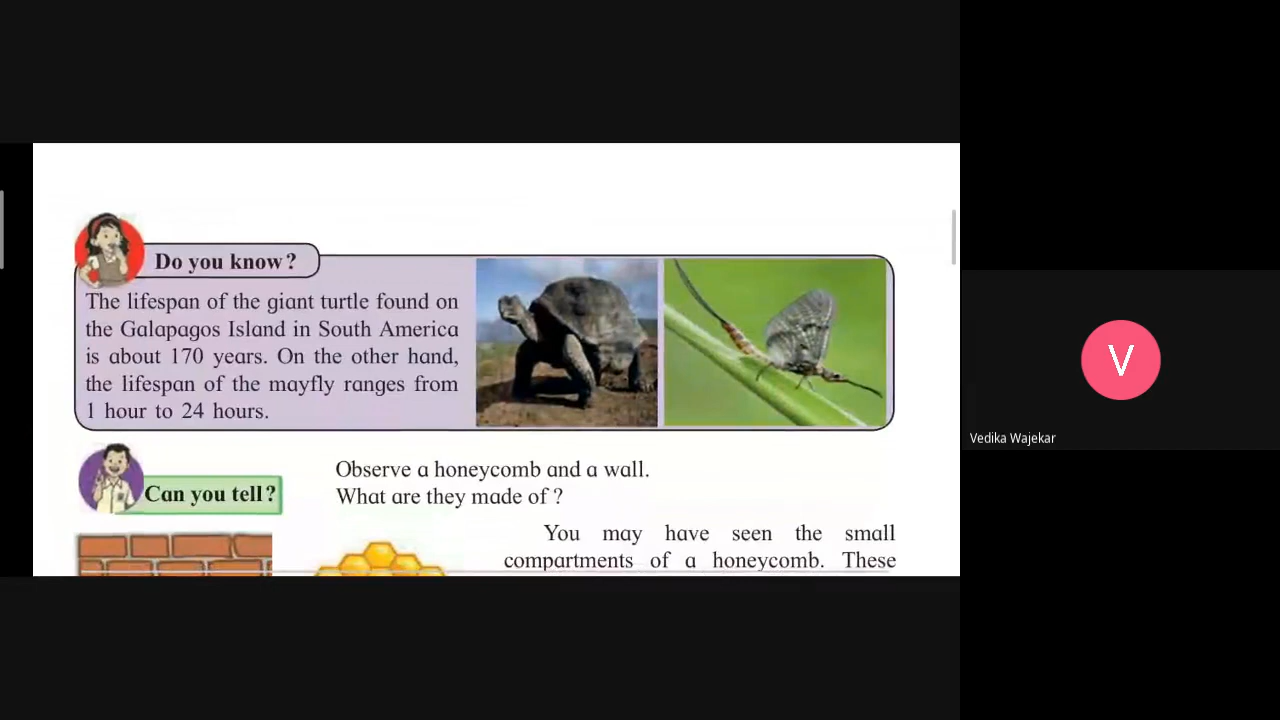 Do you know?
The lifespan of the giant turtle found on
the Galapagos Island in South America
is about 170 years. On the other hand,
the lifespan of the mayfly ranges from
1 hour to 24 hours.
Can you tell?
Observe a honeycomb and a wall.
What are they made of ?
You may have seen the small
compartments of a honeycomb. These
V
Vedika Wajekar